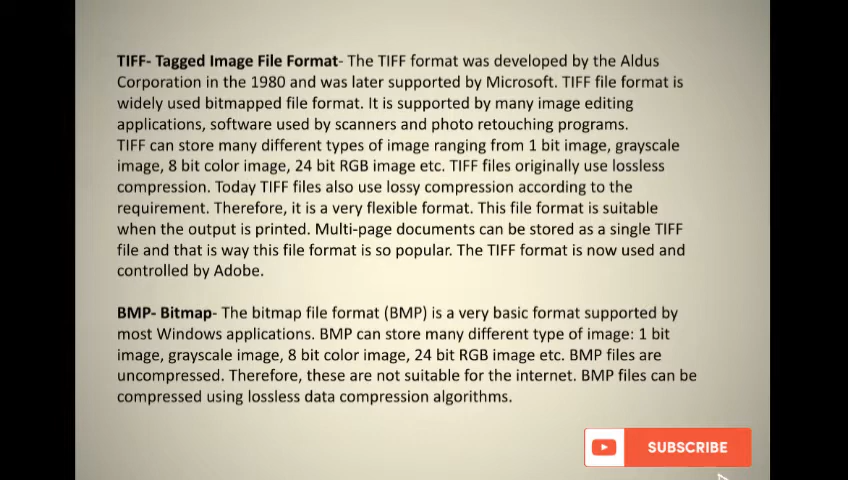 TIFF- Tagged Image File Format- The TIFF format was developed by the Aldus
Corporation in the 1980 and was later supported by Microsoft. TIFF file format is
widely used bitmapped file format. It is supported by many image editing
applications, software used by scanners and photo retouching programs.
TIFF can store many different types of image ranging from 1 bit image, grayscale
image, 8 bit color image, 24 bit RGB image etc. TIFF files originally use lossless
compression. Today TIFF files also use lossy compression according to the
requirement. Therefore, it is a very flexible format. This file format is suitable
when the output is printed. Multi-page documents can be stored as a single TIFF
file and that is way this file format is so popular. The TIFF format is now used and
controlled by Adobe.
BMP- Bitmap- The bitmap file format (BMP) is a very basic format supported by
most Windows applications. BMP can store many different type of image: 1 bit
image, grayscale image, 8 bit color image, 24 bit RGB image etc. BMP files are
uncompressed. Therefore, these are not suitable for the internet. BMP files can be
compressed using lossless data compression algorithms.
SUBSCRIBE